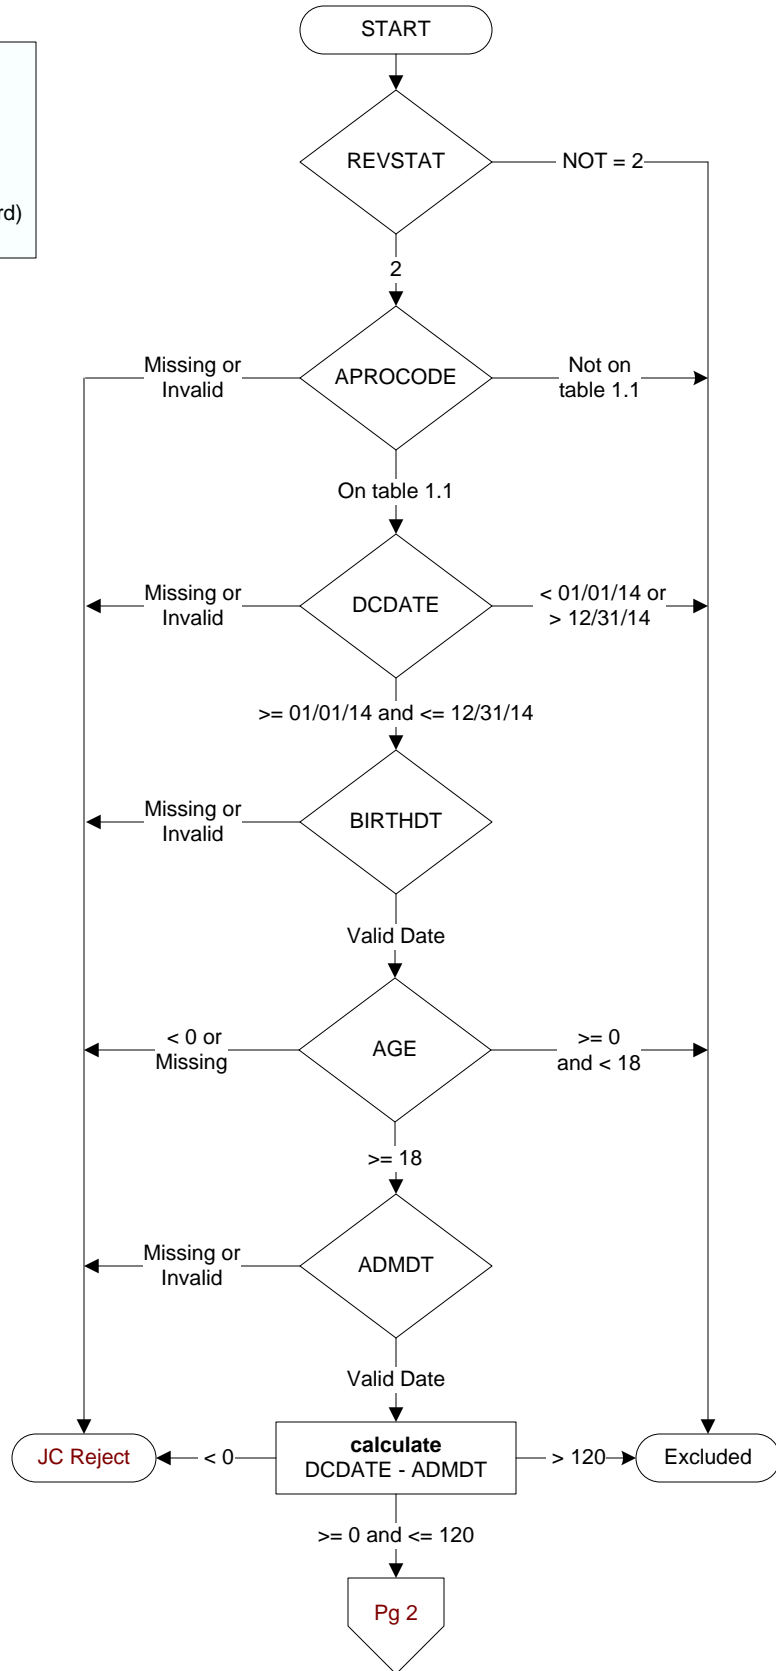 START
REVSTAT
NOT = 2
rd)
2
Missing or
Invalid
APROCODE
Not on
table 1.1
On table 1.1
Missing or
Invalid
DCDATE
< 01/01/14 or
> 12/31/14
>= 01/01/14 and <= 12/31/14
Missing or
Invalid
BIRTHDT
Valid Date
< 0 or
Missing
AGE
>= 0
and < 18
>= 18
Missing or
Invalid
ADMDT
Valid Date
JC Reject
< 0
calculate
DCDATE - ADMDT
> 120
Excluded
>= 0 and <= 120
Pg 2